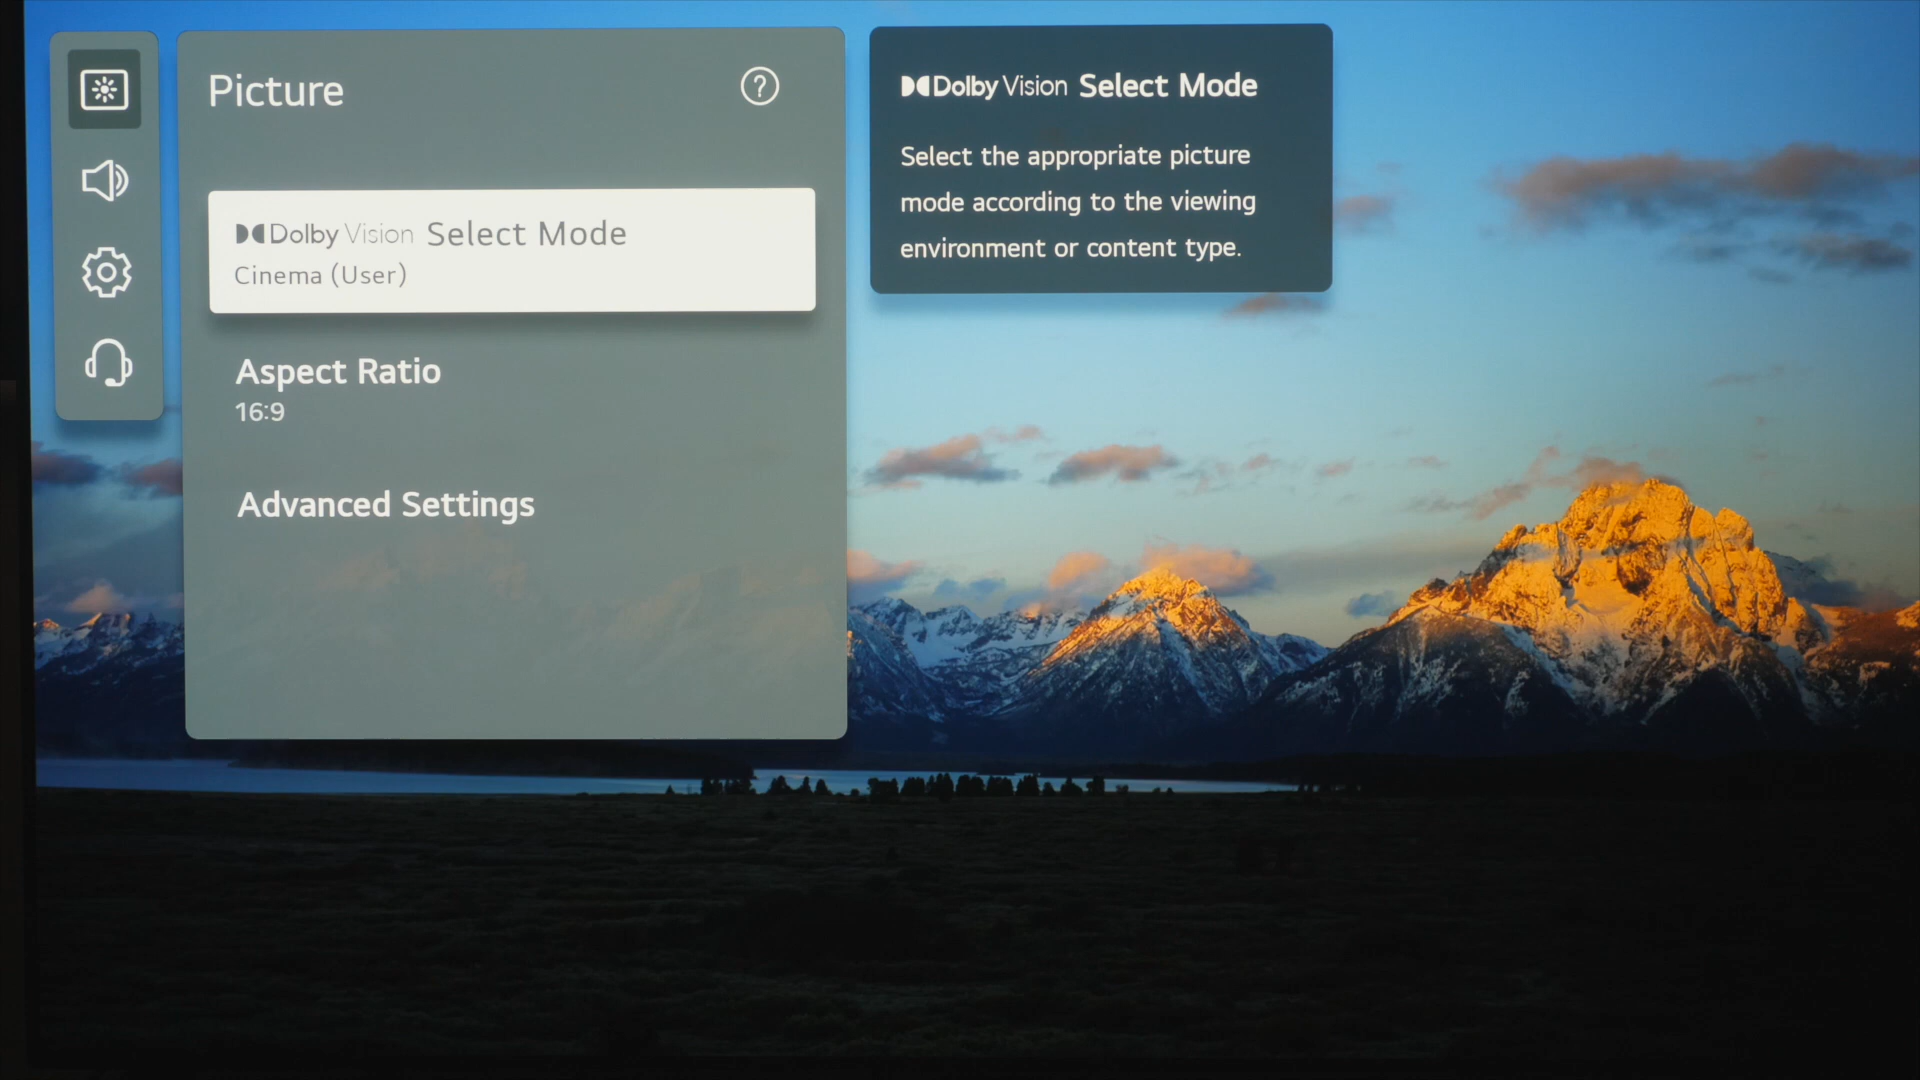 Picture
?
Dolby Vision Select Mode
Cinema (User)
Aspect Ratio
16:9
Advanced Settings
Dolby Vision Select Mode
Select the appropriate picture
mode according to the viewing
environment or content type.